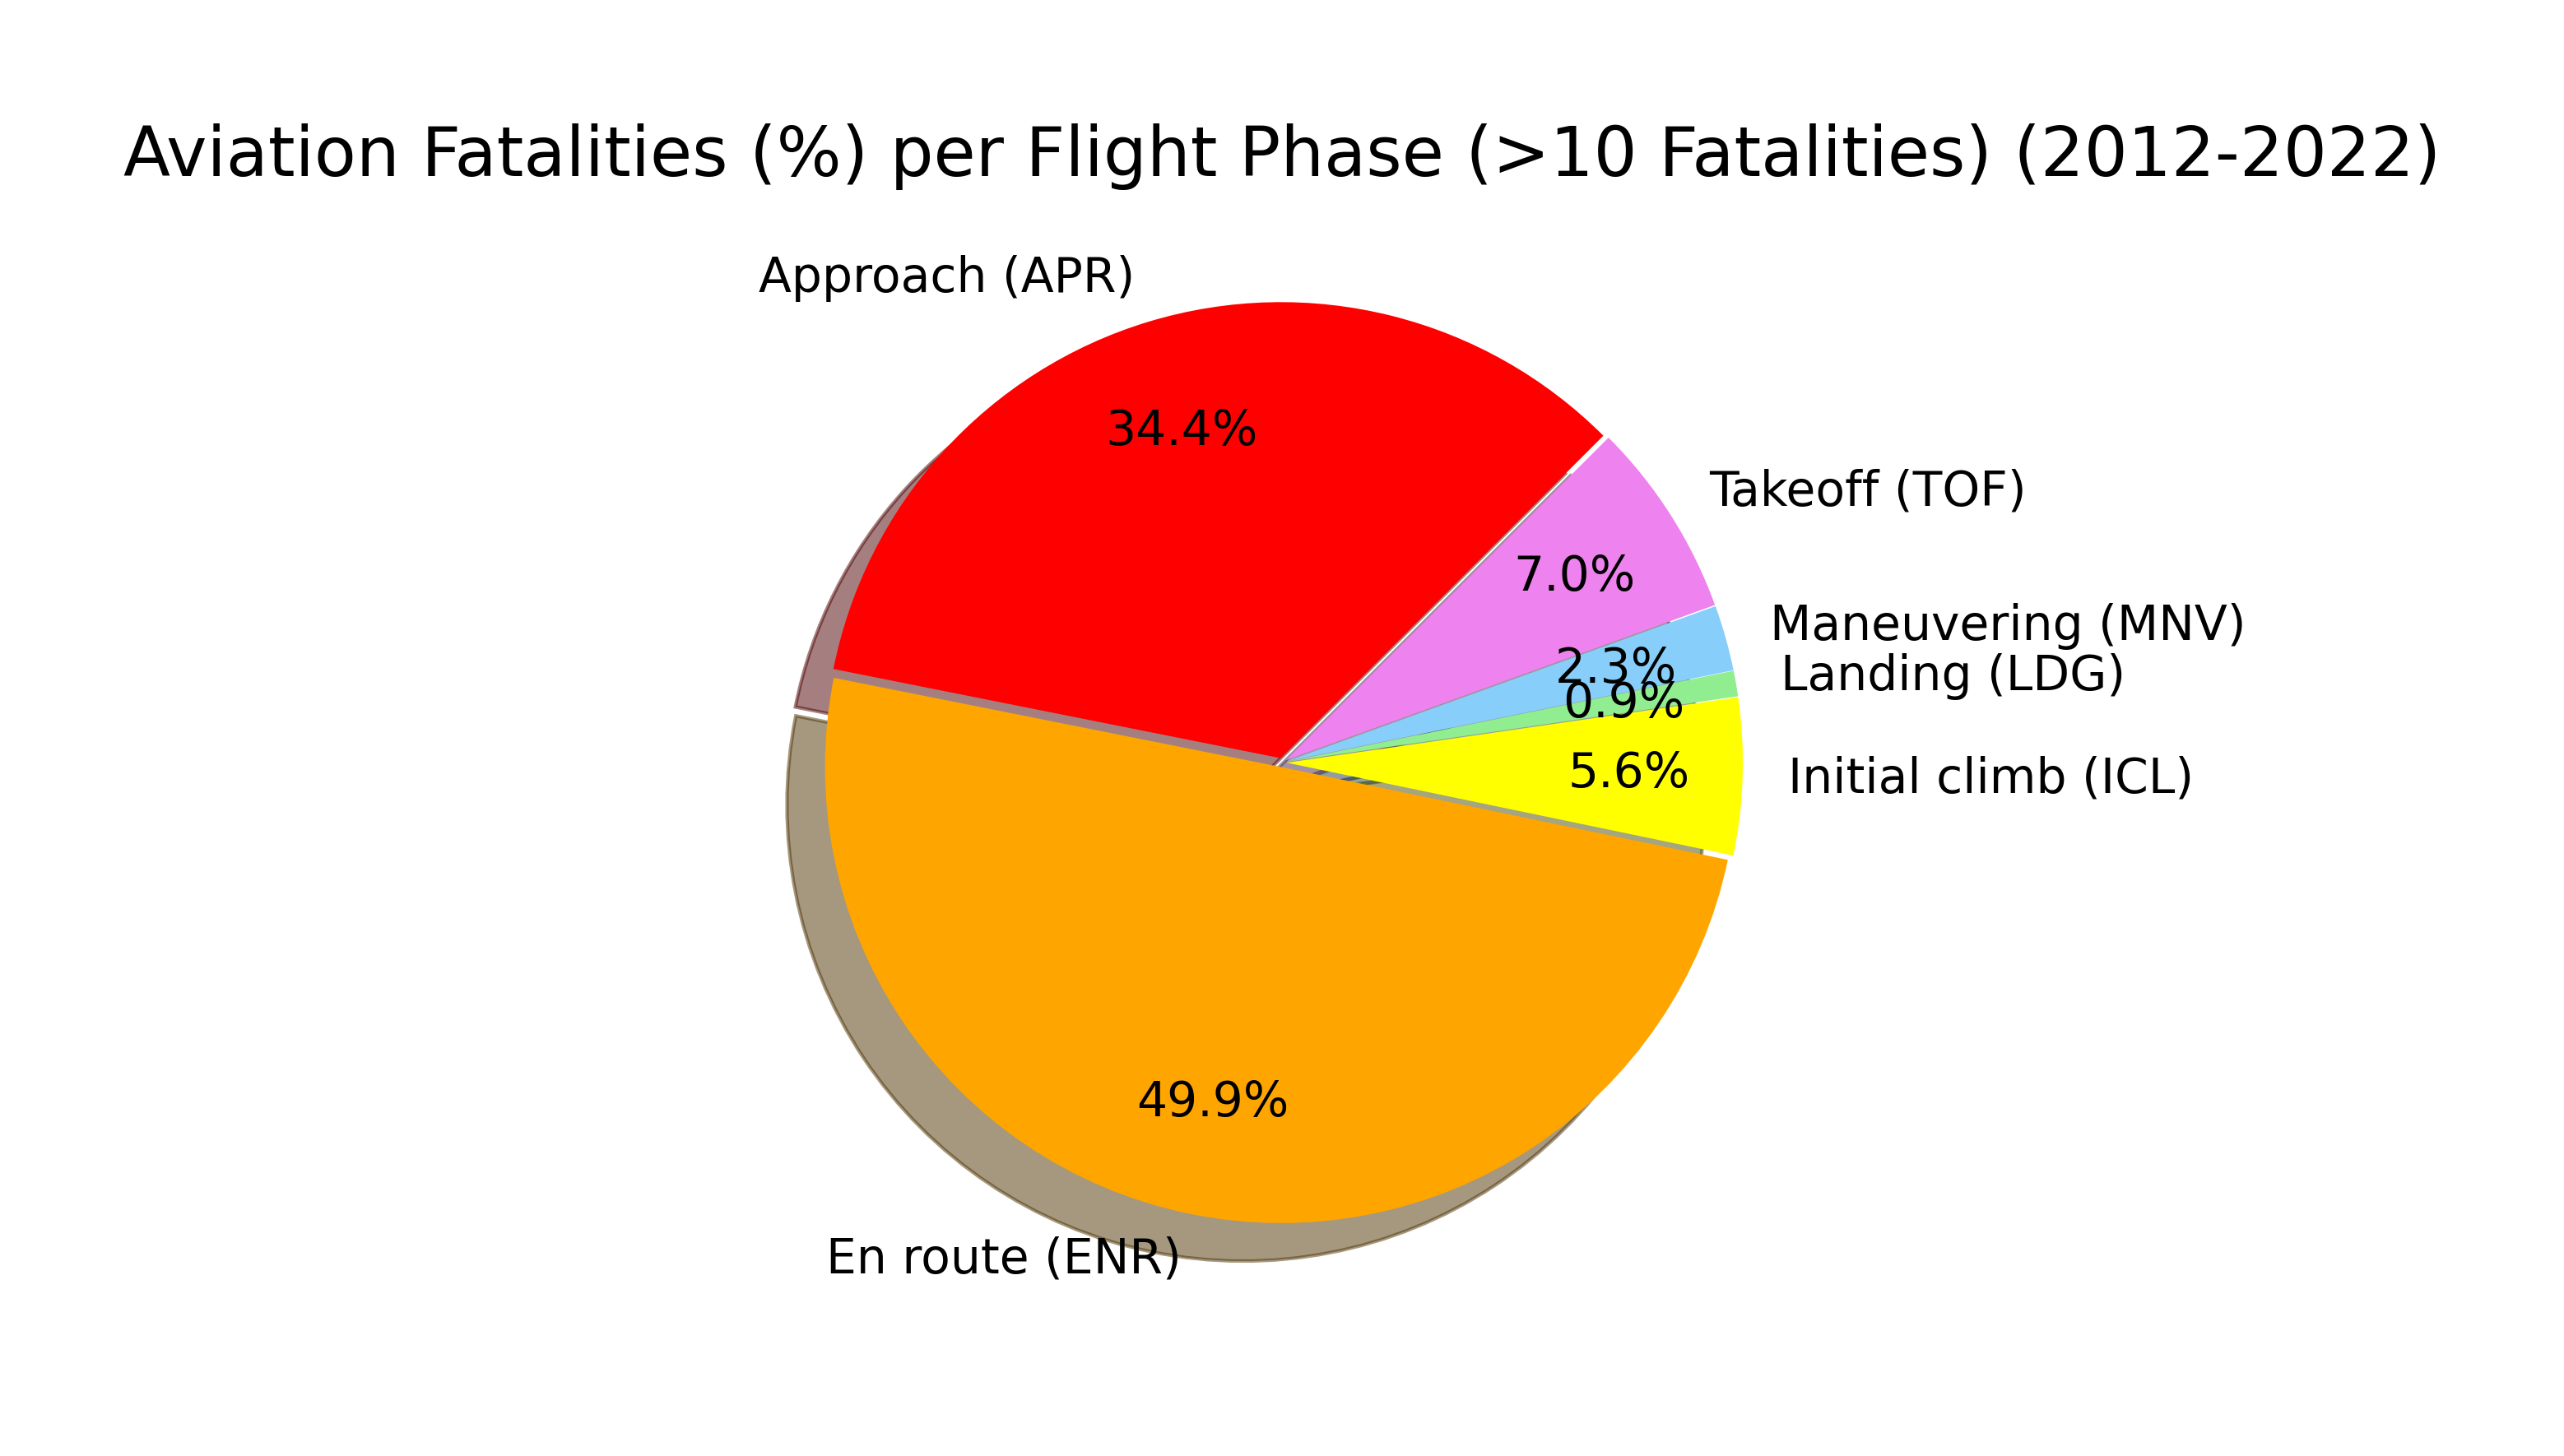 Aviation Fatalities (%) per Flight Phase (>10 Fatalities) (2012-2022)
Approach (APR)
34.4%
Takeoff (TOF)
7.0%
Maneuvering (MNV)
2.3%
Landing (LDG)
0.9%
Initial climb (ICL)
5.6%
49.9%
En route (ENR)